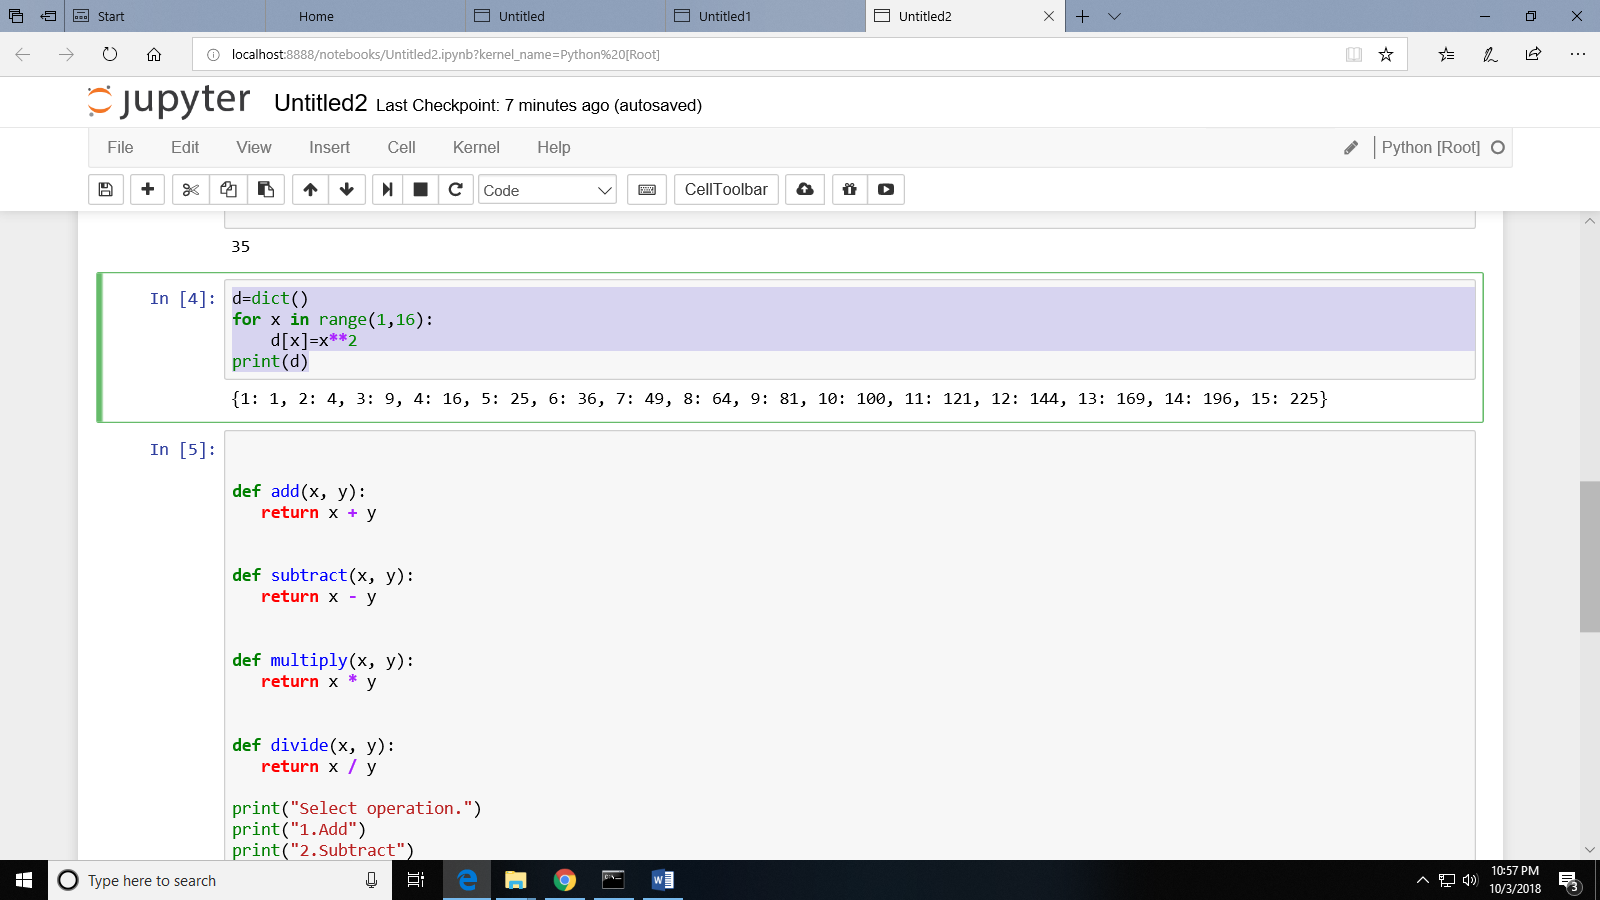 Start
Home
Untitled
Untitled1
Untitled2
localhost:8888/notebooks/Untitled2.ipynb?kernel_name=Python%20[Root]
jupyter Untitled2 Last Checkpoint: 7 minutes ago (autosaved)
File Edit View Insert Cell Kernel Help
Python [Root]
Code
CellToolbar
35
In [4]:
d=dict()
for x in range(1,16):
    d[x]=x**2
print(d)
{1: 1, 2: 4, 3: 9, 4: 16, 5: 25, 6: 36, 7: 49, 8: 64, 9: 81, 10: 100, 11: 121, 12: 144, 13: 169, 14: 196, 15: 225}
In [5]:
def add(x, y):
   return x + y
def subtract(x, y):
   return x - y
def multiply(x, y):
   return x * y
def divide(x, y):
   return x / y
print("Select operation.")
print("1.Add")
print("2.Subtract")
Type here to search
10:57 PM
10/3/2018
3